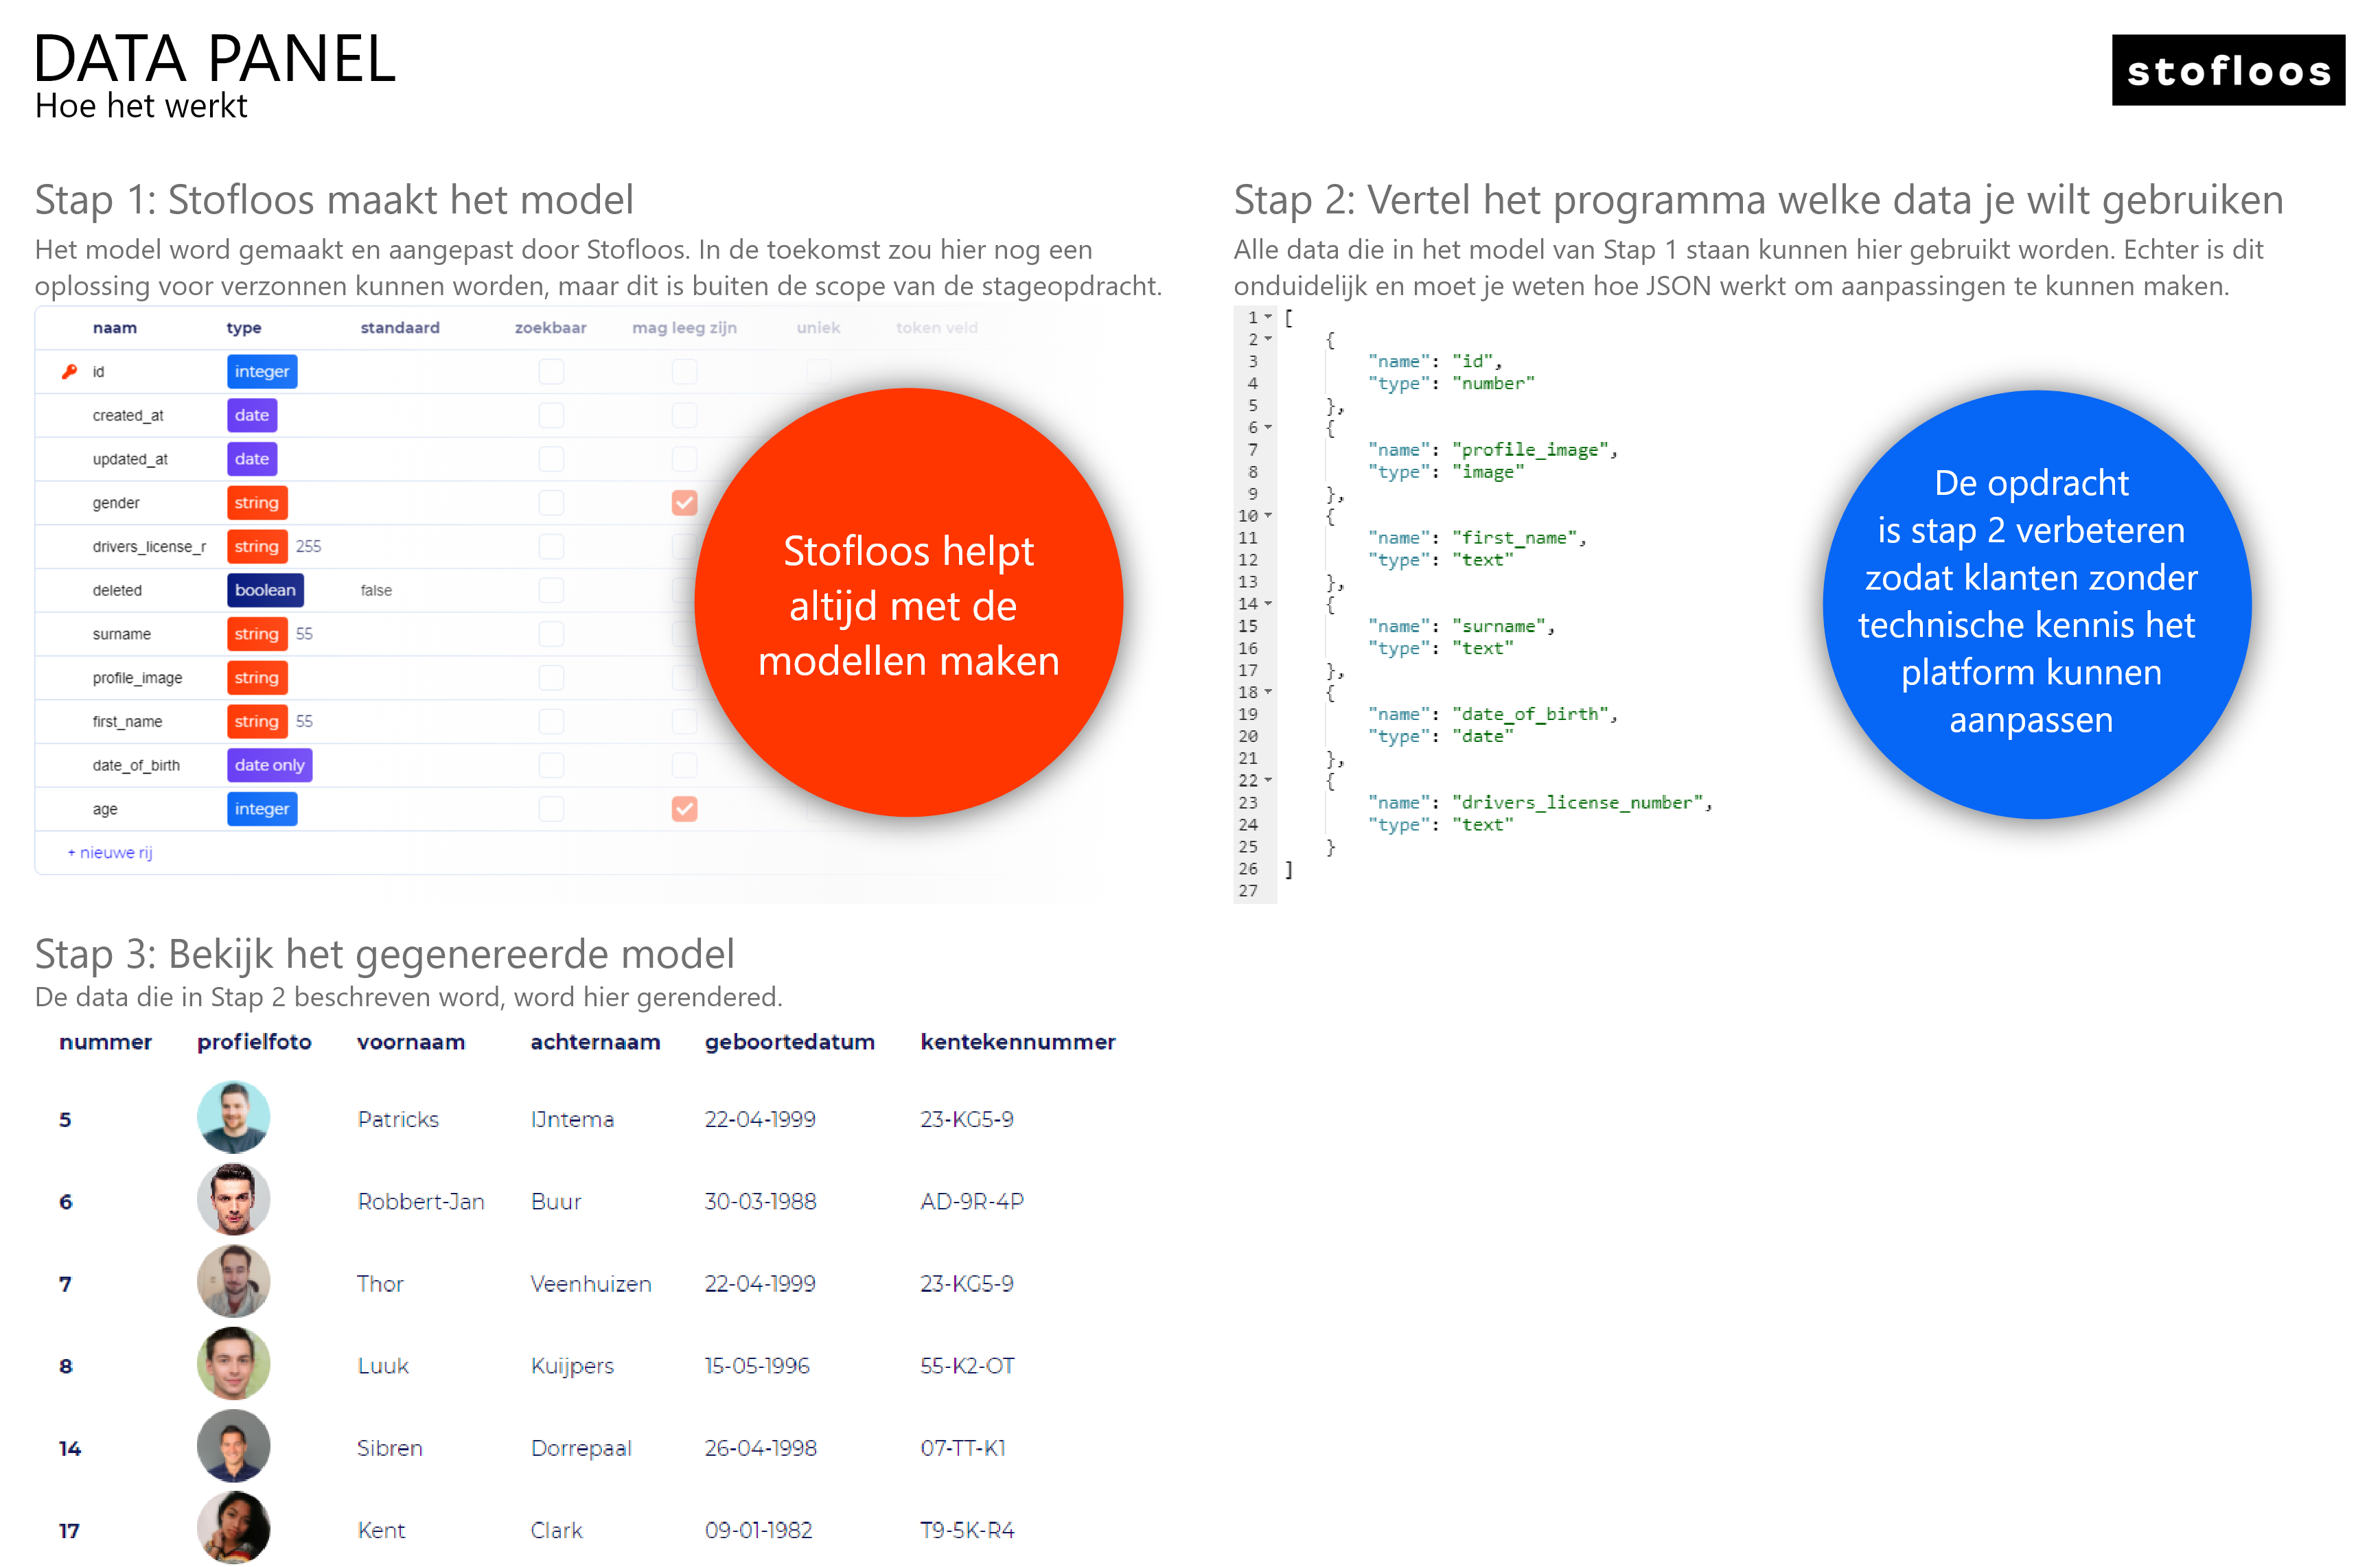 DATA PANEL
Hoe het werkt
stofloos
Stap 1: Stofloos maakt het model
Het model word gemaakt en aangepast door Stofloos. In de toekomst zou hier nog een
oplossing voor verzonnen kunnen worden, maar dit is buiten de scope van de stageopdracht.
naam type standaard zoekbaar mag leeg zijn uniek token veld
id integer
created_at date
updated_at date
gender string
drivers_license_r string 255
deleted boolean false
surname string 55
profile_image string
first_name string 55
date_of_birth date only
age integer
+ nieuwe rij
Stofloos helpt
altijd met de
modellen maken
Stap 2: Vertel het programma welke data je wilt gebruiken
Alle data die in het model van Stap 1 staan kunnen hier gebruikt worden. Echter is dit
onduidelijk en moet je weten hoe JSON werkt om aanpassingen te kunnen maken.
1 [
2 {
3 "name": "id",
4 "type": "number"
5 },
6 {
7 "name": "profile_image",
8 "type": "image"
9 },
10 {
11 "name": "first_name",
12 "type": "text"
13 },
14 {
15 "name": "surname",
16 "type": "text"
17 },
18 {
19 "name": "date_of_birth",
20 "type": "date"
21 },
22 {
23 "name": "drivers_license_number",
24 "type": "text"
25 }
26 ]
27
De opdracht
is stap 2 verbeteren
zodat klanten zonder
technische kennis het
platform kunnen
aanpassen
Stap 3: Bekijk het gegenereerde model
De data die in Stap 2 beschreven word, word hier gerendered.
nummer profielfoto voornaam achternaam geboortedatum kentekennummer
5 Patricks IJntema 22-04-1999 23-KG5-9
6 Robbert-Jan Buur 30-03-1988 AD-9R-4P
7 Thor Veenhuizen 22-04-1999 23-KG5-9
8 Luuk Kuijpers 15-05-1996 55-K2-OT
14 Sibren Dorrepaal 26-04-1998 07-TT-K1
17 Kent Clark 09-01-1982 T9-5K-R4